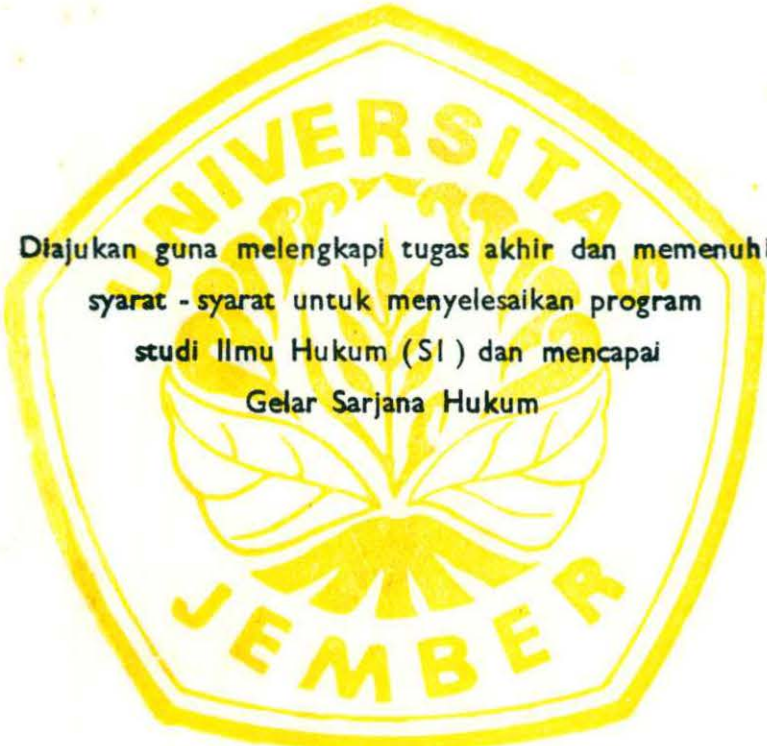 UNIVERSITAS
Diajukan guna melengkapi tugas akhir dan memenuhi
syarat - syarat untuk menyelesaikan program
studi Ilmu Hukum (SI) dan mencapai
Gelar Sarjana Hukum
JEMBER